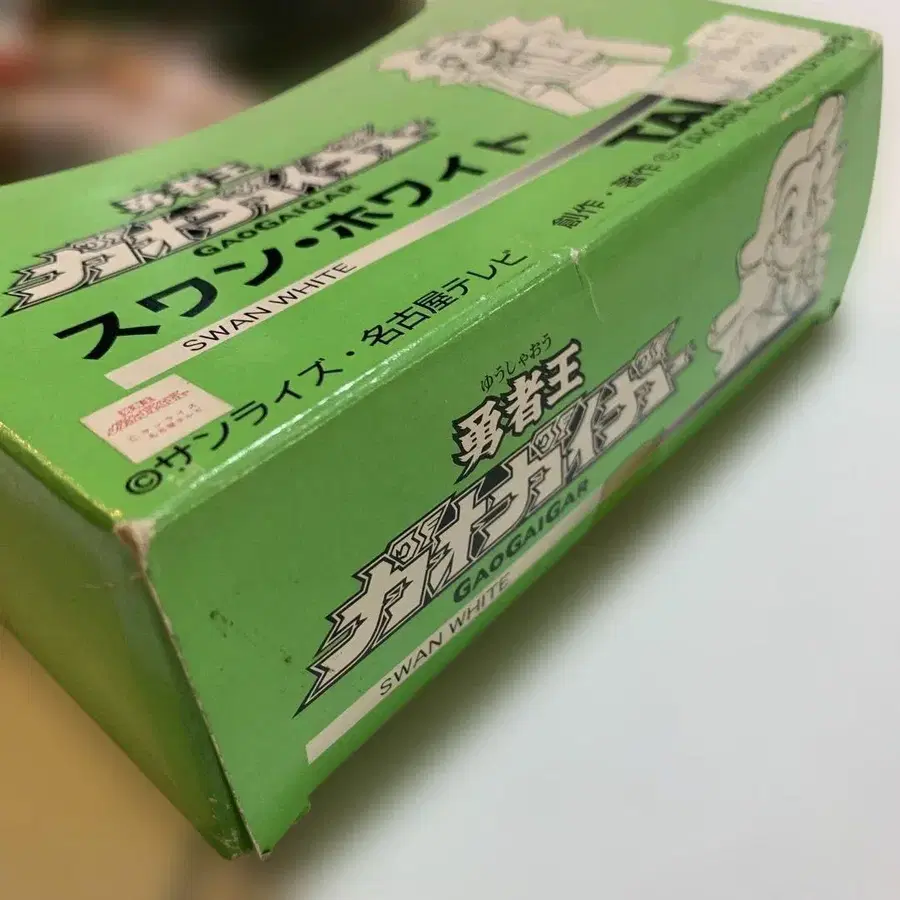 勇者王
ガオガイガー
GAOGAIGAR
スワン・ホワイト
SWAN WHITE
©サンライズ・名古屋テレビ
創作・著作©TAKARA
ゆうしゃおう
勇者王
ガオガイガー
GAOGAIGAR
SWAN WHITE